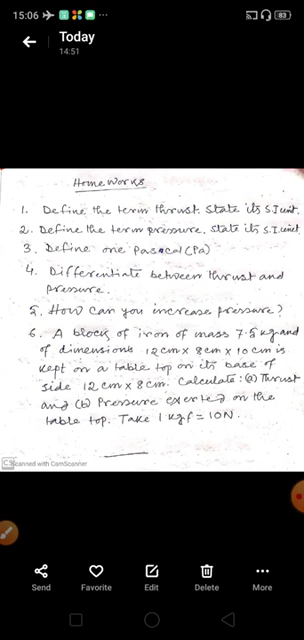 15:06
83
Today
14:51
Home Works
1. Define the term thrust. State its S.I unit.
2. Define the term pressure. State its S.I. unit
3. Define one Pascal (Pa)
4. Differentiate between thrust and
pressure.
5. How can you increase pressure?
6. A block of iron of mass 7.5 kg and
of dimensions 12 cm x 8 cm x 10 cm is
kept on a table top on its base of
side 12 cm x 8 cm. Calculate: (a) Thrust
and (b) Pressure exerted on the
table top. Take 1 kgf = 10N.
CS Scanned with CamScanner
Send Favorite Edit Delete More